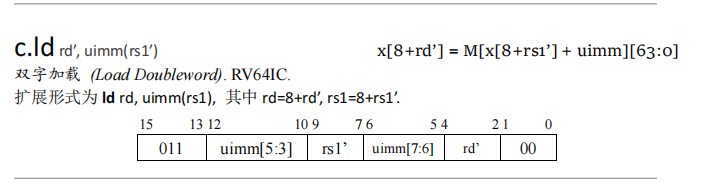 c.ld rd’, uimm(rs1’) x[8+rd’] = M[x[8+rs1’] + uimm][63:0]
双字加载 (Load Doubleword). RV64IC.
扩展形式为 ld rd, uimm(rs1), 其中 rd=8+rd’, rs1=8+rs1’.
15 13 12 10 9 7 6 5 4 2 1 0
011 uimm[5:3] rs1’ uimm[7:6] rd’ 00